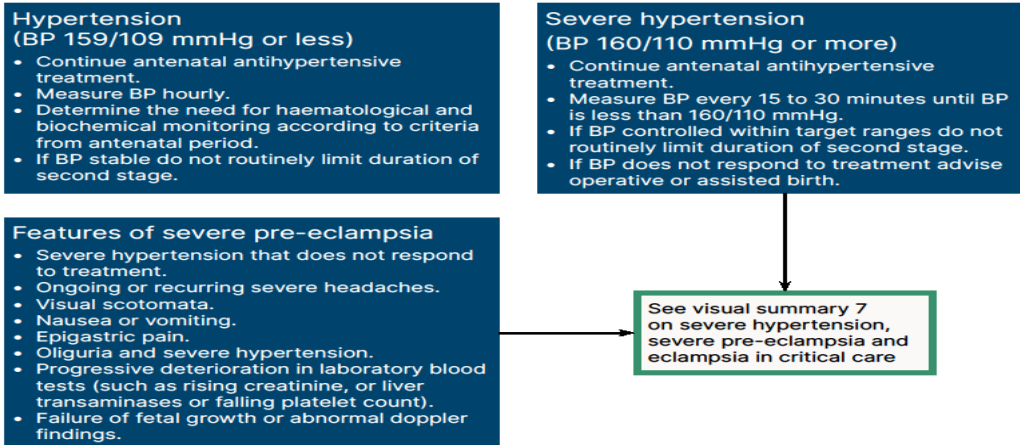 Hypertension
(BP 159/109 mmHg or less)
• Continue antenatal antihypertensive
treatment.
• Measure BP hourly.
• Determine the need for haematological and
biochemical monitoring according to criteria
from antenatal period.
• If BP stable do not routinely limit duration of
second stage.
Severe hypertension
(BP 160/110 mmHg or more)
• Continue antenatal antihypertensive
treatment.
• Measure BP every 15 to 30 minutes until BP
is less than 160/110 mmHg.
• If BP controlled within target ranges do not
routinely limit duration of second stage.
• If BP does not respond to treatment advise
operative or assisted birth.
Features of severe pre-eclampsia
• Severe hypertension that does not respond
to treatment.
• Ongoing or recurring severe headaches.
• Visual scotomata.
• Nausea or vomiting.
• Epigastric pain.
• Oliguria and severe hypertension.
• Progressive deterioration in laboratory blood
tests (such as rising creatinine, or liver
transaminases or falling platelet count).
• Failure of fetal growth or abnormal doppler
findings.
See visual summary 7
on severe hypertension,
severe pre-eclampsia and
eclampsia in critical care